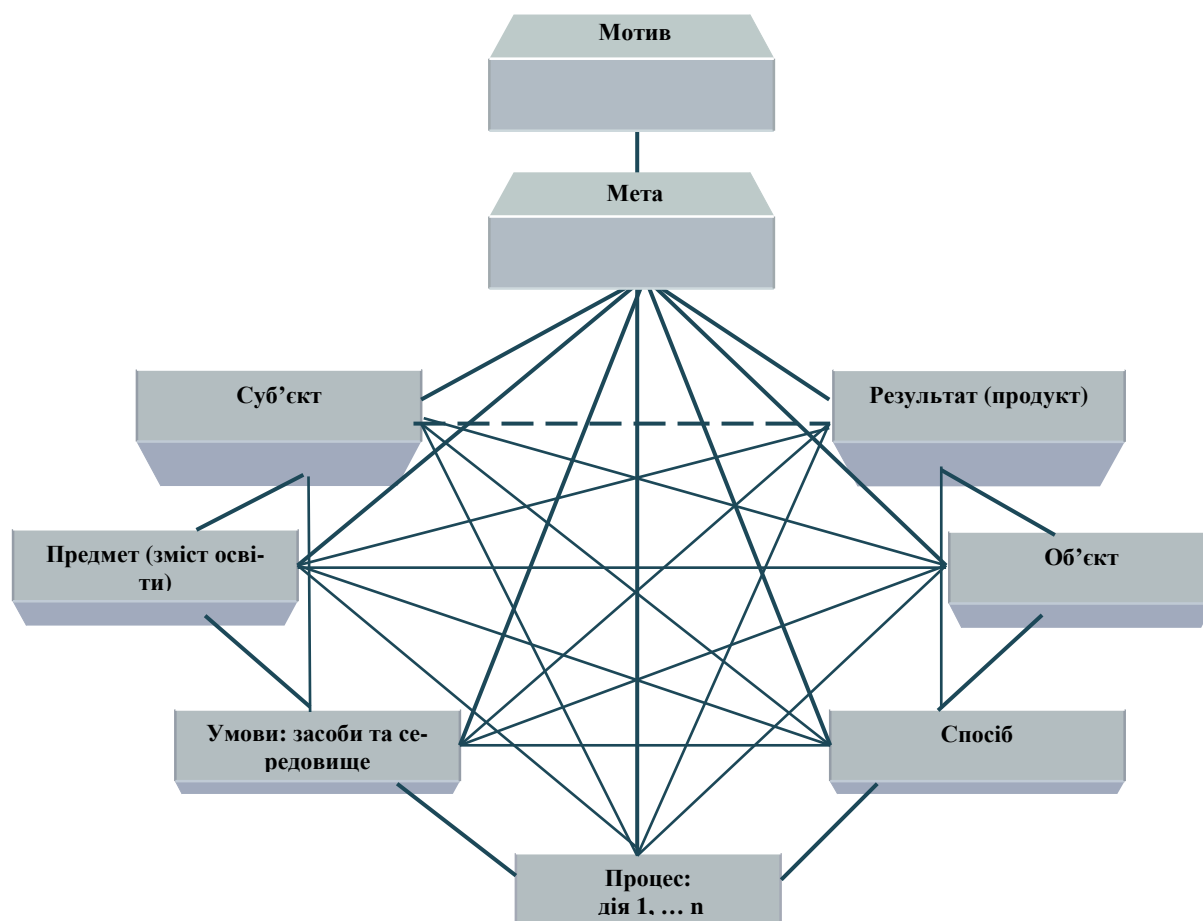 Мотив
Мета
Суб’єкт
Результат (продукт)
Предмет (зміст осві-
ти)
Об’єкт
Умови: засоби та се-
редовище
Спосіб
Процес:
дія 1, … n